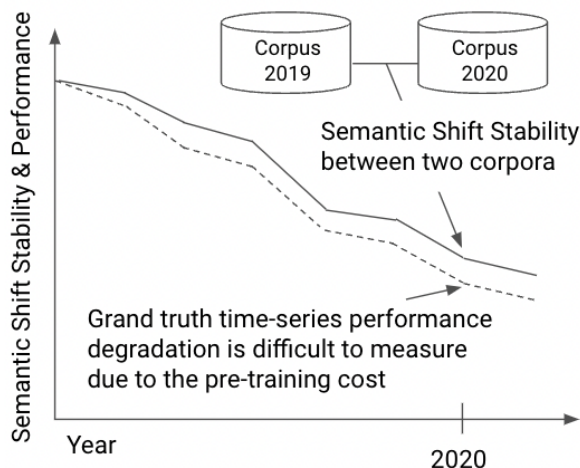 Semantic Shift Stability & Performance
Corpus
2019
Corpus
2020
Semantic Shift Stability
between two corpora
Grand truth time-series performance
degradation is difficult to measure
due to the pre-training cost
Year
2020